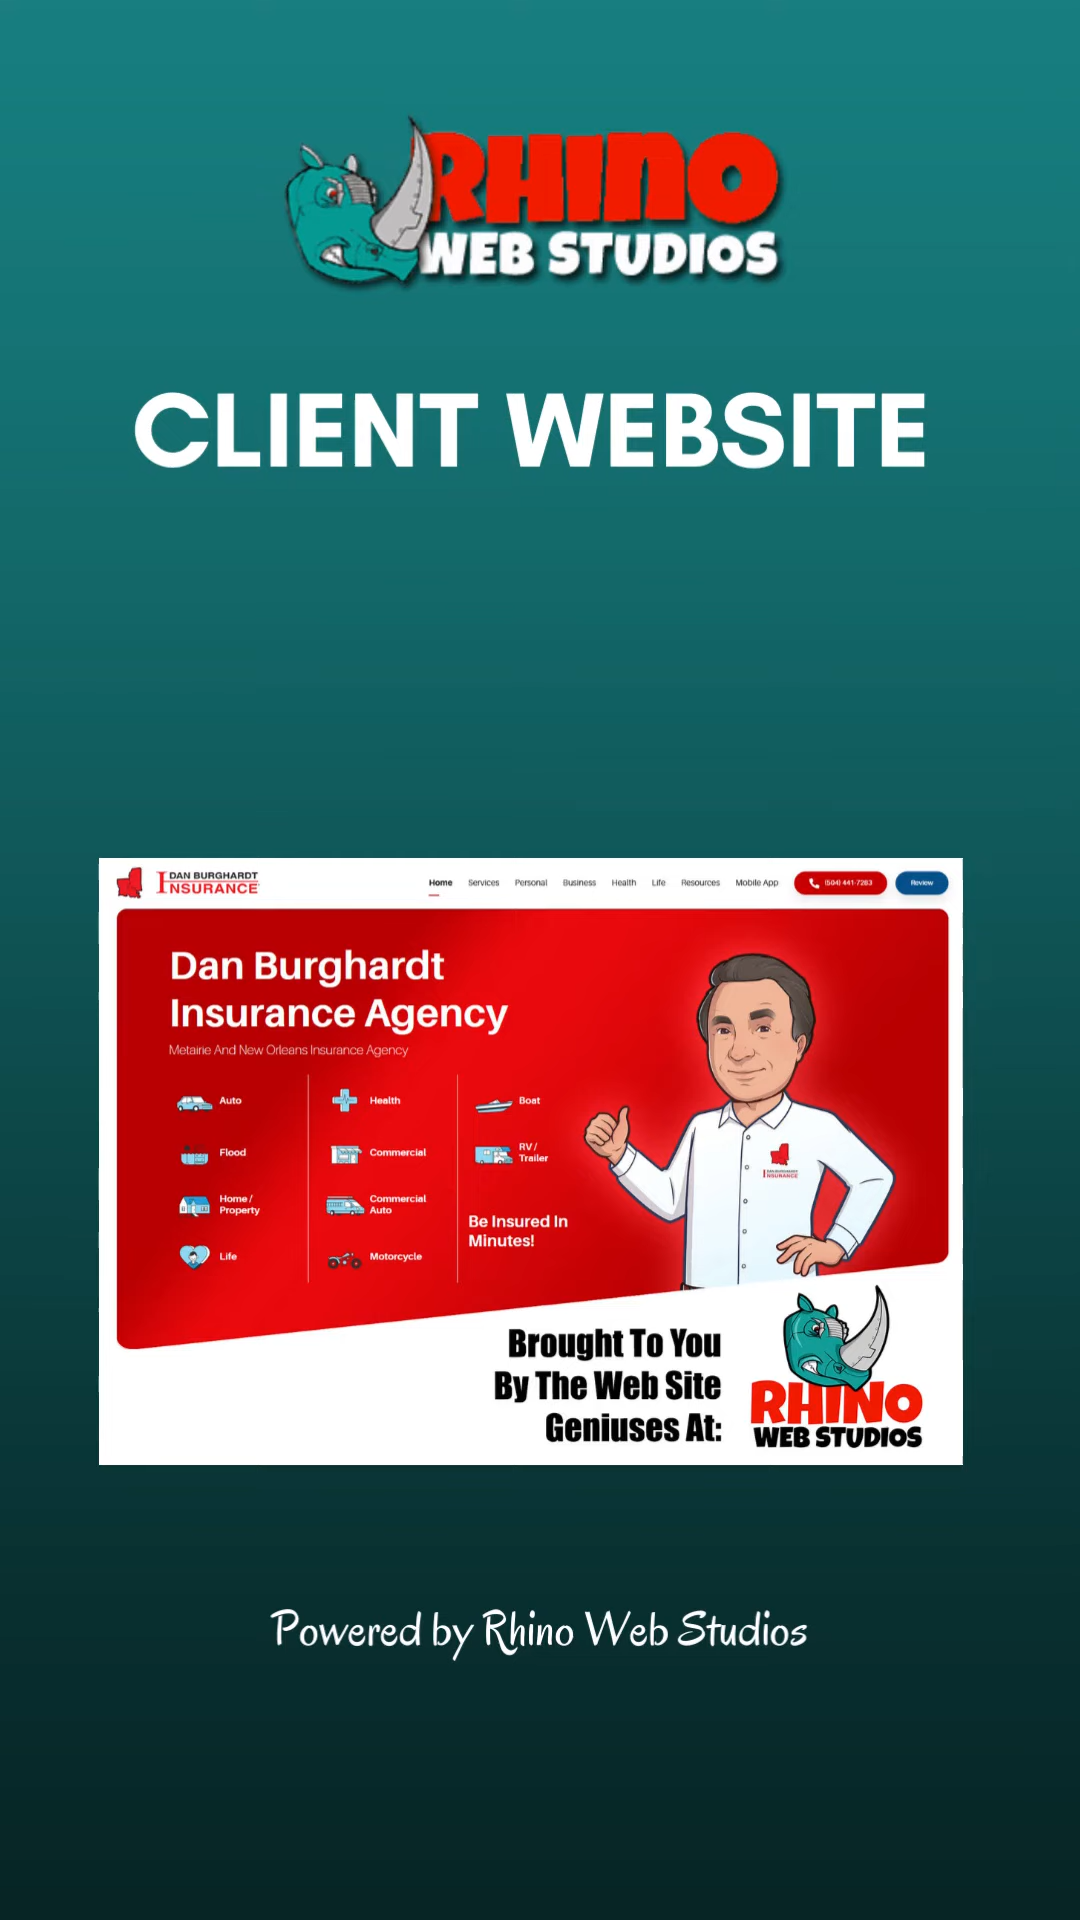 RHINO
WEB STUDIOS
CLIENT WEBSITE
DAN BURGHARDT
INSURANCE
Home Services Personal Business Health Life Resources Mobile App (504) 441-7283 Review
Dan Burghardt
Insurance Agency
Metairie And New Orleans Insurance Agency
Auto
Flood
Home /
Property
Life
Health
Commercial
Commercial
Auto
Motorcycle
Boat
RV /
Trailer
Be Insured In
Minutes!
DAN BURGHARDT
INSURANCE
Brought To You
By The Web Site
Geniuses At:
RHINO
WEB STUDIOS
Powered by Rhino Web Studios